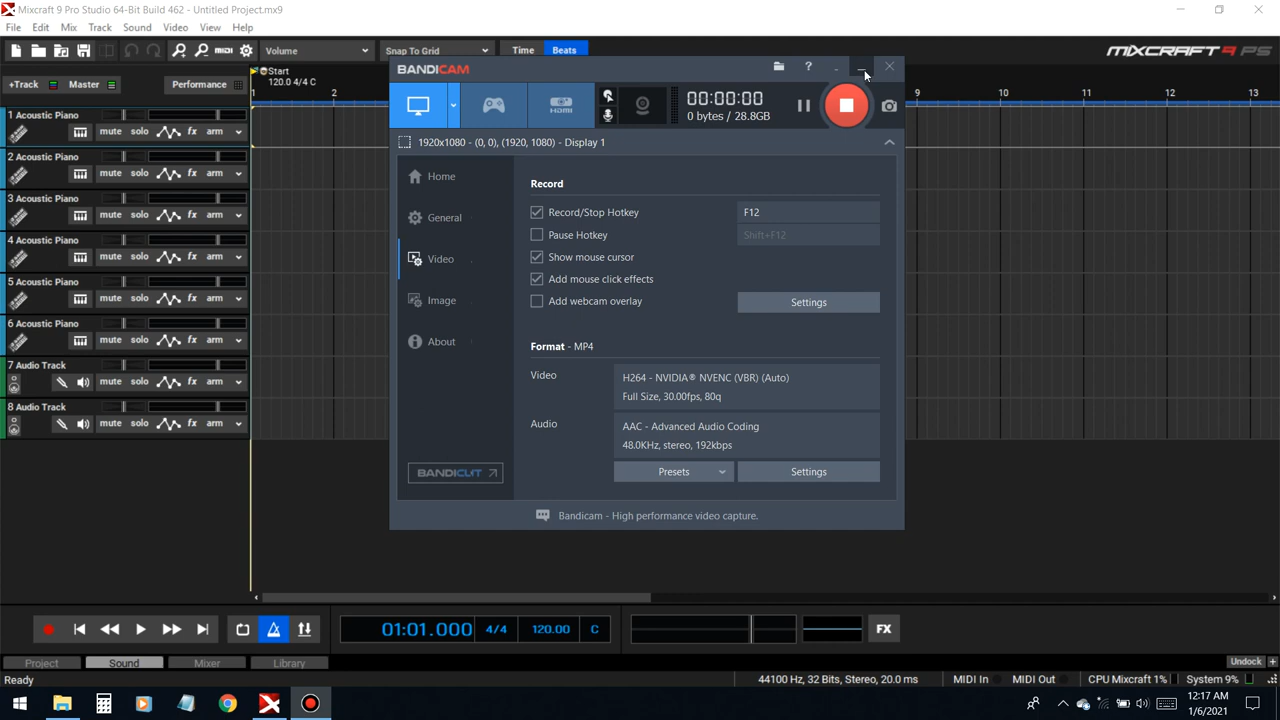 Mixcraft 9 Pro Studio 64-Bit Build 462 - Untitled Project.mx9
File Edit Mix Track Sound Video View Help
MIDI Volume Snap To Grid Time Beats MIXCRAFT 9 PS
+Track Master Performance
Start
120.0 4/4 C
1 2 9 10 11 12 13
1 Acoustic Piano
mute solo fx arm
2 Acoustic Piano
mute solo fx arm
3 Acoustic Piano
mute solo fx arm
4 Acoustic Piano
mute solo fx arm
5 Acoustic Piano
mute solo fx arm
6 Acoustic Piano
mute solo fx arm
7 Audio Track
mute solo fx arm
8 Audio Track
mute solo fx arm
BANDICAM ?
HDMI
00:00:00
0 bytes / 28.8GB
1920x1080 - (0, 0), (1920, 1080) - Display 1
Home
General
Video
Image
About
BANDICUT
Record
Record/Stop Hotkey F12
Pause Hotkey Shift+F12
Show mouse cursor
Add mouse click effects
Add webcam overlay Settings
Format - MP4
Video
H264 - NVIDIA® NVENC (VBR) (Auto)
Full Size, 30.00fps, 80q
Audio
AAC - Advanced Audio Coding
48.0KHz, stereo, 192kbps
Presets Settings
Bandicam - High performance video capture.
01:01.000 4/4 120.00 C FX
Project Sound Mixer Library Undock +
Ready 44100 Hz, 32 Bits, Stereo, 20.0 ms MIDI In MIDI Out CPU Mixcraft 1% System 9%
12:17 AM
1/6/2021